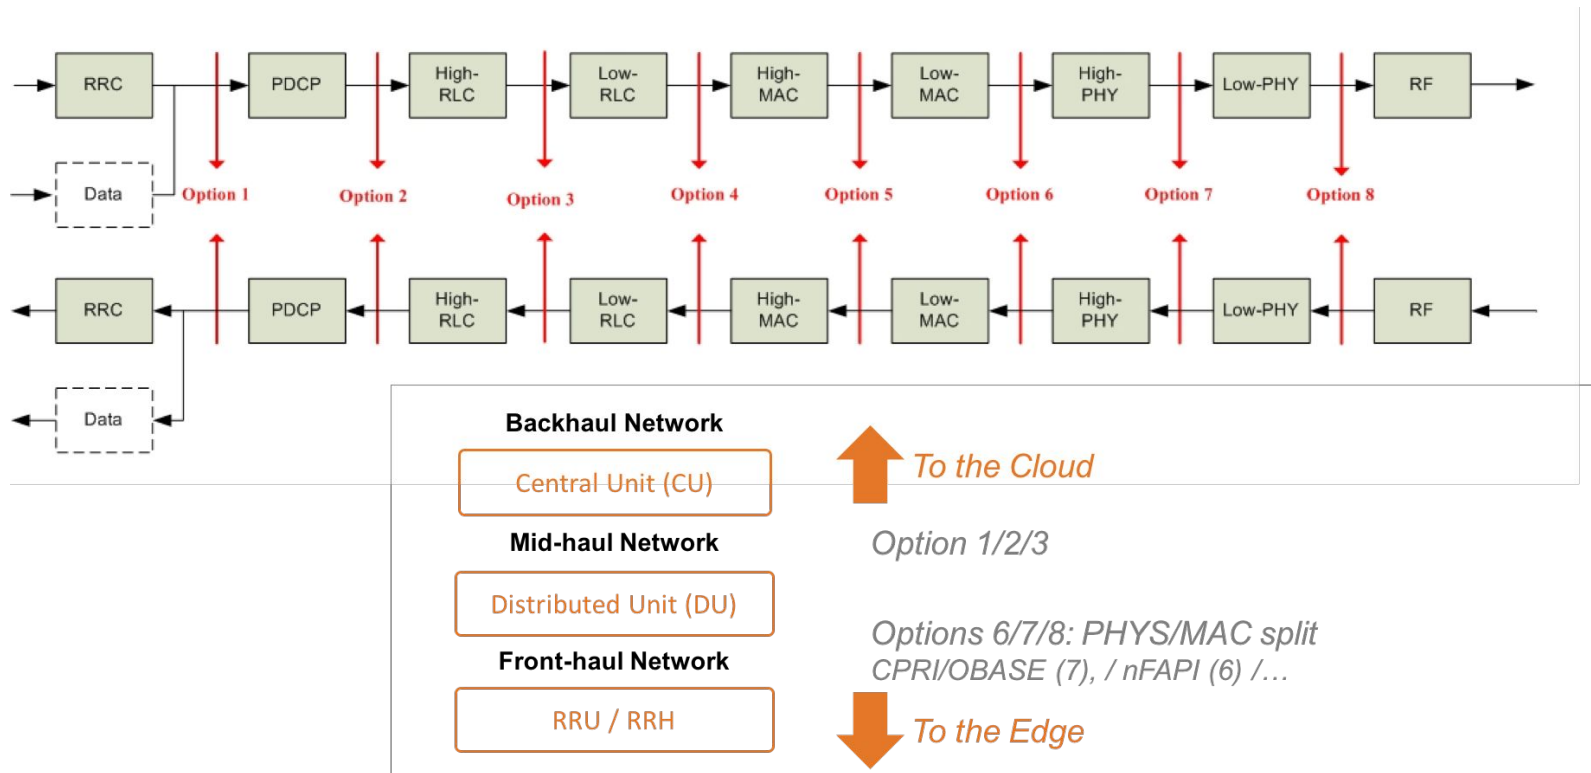 RRC
PDCP
High-
RLC
Low-
RLC
High-
MAC
Low-
MAC
High-
PHY
Low-PHY
RF
Data
Option 1
Option 2
Option 3
Option 4
Option 5
Option 6
Option 7
Option 8
RRC
PDCP
High-
RLC
Low-
RLC
High-
MAC
Low-
MAC
High-
PHY
Low-PHY
RF
Data
Backhaul Network
Central Unit (CU)
To the Cloud
Mid-haul Network
Option 1/2/3
Distributed Unit (DU)
Options 6/7/8: PHYS/MAC split
Front-haul Network
CPRI/OBASE (7), / nFAPI (6) /…
RRU / RRH
To the Edge